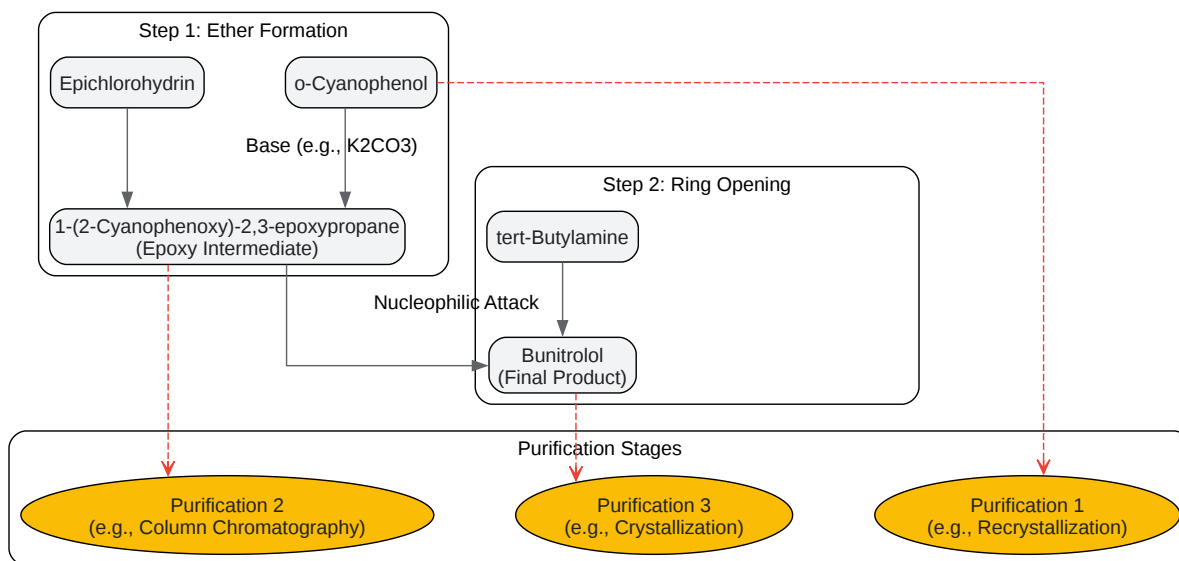 Step 1: Ether Formation
Epichlorohydrin
o-Cyanophenol
Base (e.g., K2CO3)
1-(2-Cyanophenoxy)-2,3-epoxypropane
(Epoxy Intermediate)
Step 2: Ring Opening
tert-Butylamine
Nucleophilic Attack
Bunitrolol
(Final Product)
Purification Stages
Purification 2
(e.g., Column Chromatography)
Purification 3
(e.g., Crystallization)
Purification 1
(e.g., Recrystallization)